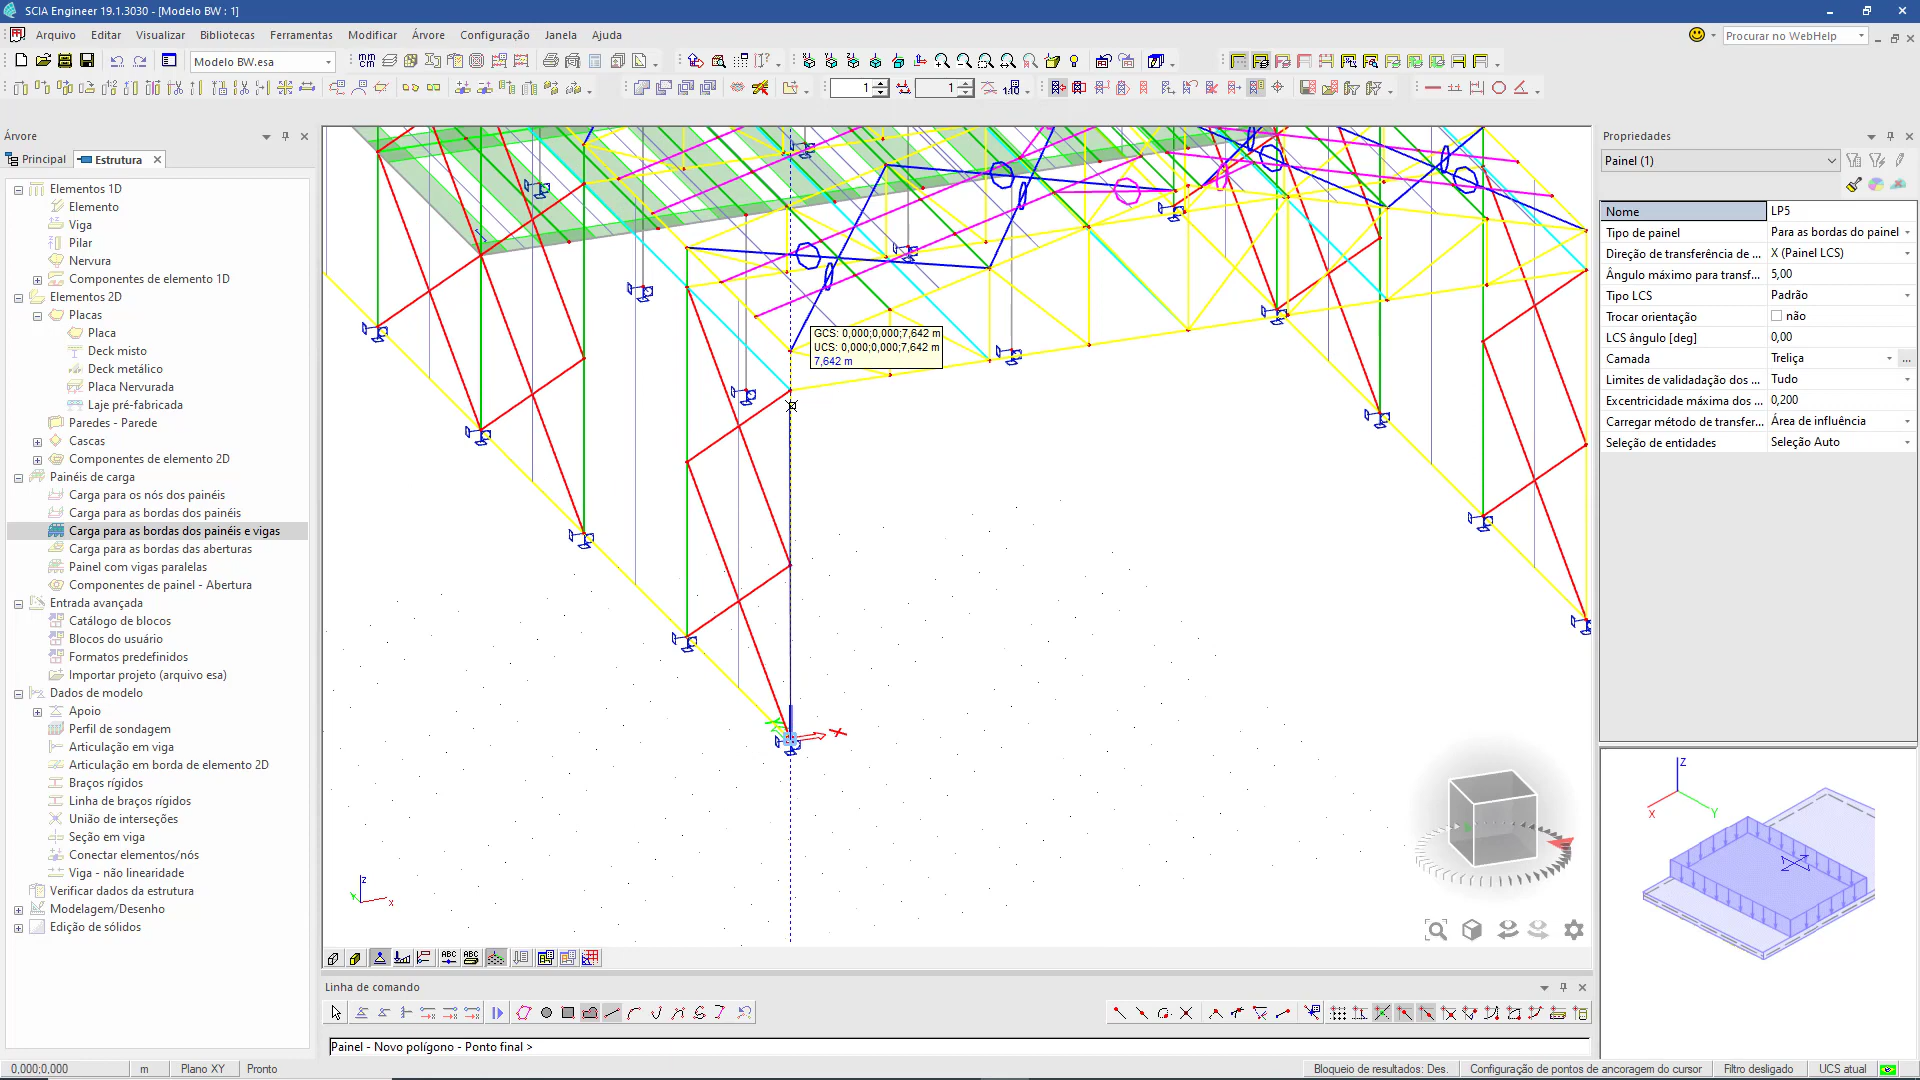 SCIA Engineer 19.1.3030 - [Modelo BW : 1]
Arquivo Editar Visualizar Bibliotecas Ferramentas Modificar Árvore Configuração Janela Ajuda
Procurar no WebHelp
Modelo BW.esa
1
1
Árvore
Principal
Estrutura
Elementos 1D
Elemento
Viga
Pilar
Nervura
Componentes de elemento 1D
Elementos 2D
Placas
Placa
Deck misto
Deck metálico
Placa Nervurada
Laje pré-fabricada
Paredes - Parede
Cascas
Componentes de elemento 2D
Painéis de carga
Carga para os nós dos painéis
Carga para as bordas dos painéis
Carga para as bordas dos painéis e vigas
Carga para as bordas das aberturas
Painel com vigas paralelas
Componentes de painel - Abertura
Entrada avançada
Catálogo de blocos
Blocos do usuário
Formatos predefinidos
Importar projeto (arquivo esa)
Dados de modelo
Apoio
Perfil de sondagem
Articulação em viga
Articulação em borda de elemento 2D
Braços rígidos
Linha de braços rígidos
União de interseções
Seção em viga
Conectar elementos/nós
Viga - não linearidade
Verificar dados da estrutura
Modelagem/Desenho
Edição de sólidos
GCS: 0,000;0,000;7,642 m
UCS: 0,000;0,000;7,642 m
7,642 m
X
Z
Y
X
ABC
ABC
Linha de comando
Painel - Novo polígono - Ponto final >
Propriedades
Painel (1)
Nome LP5
Tipo de painel Para as bordas do painel
Direção de transferência de ... X (Painel LCS)
Ângulo máximo para transf... 5,00
Tipo LCS Padrão
Trocar orientação não
LCS ângulo [deg] 0,00
Camada Treliça ...
Limites de validadação dos ... Tudo
Excentricidade máxima dos ... 0,200
Carregar método de transfer... Área de influência
Seleção de entidades Seleção Auto
Z
X
Y
0,000;0,000 m Plano XY Pronto
Bloqueio de resultados: Des. Configuração de pontos de ancoragem do cursor Filtro desligado UCS atual